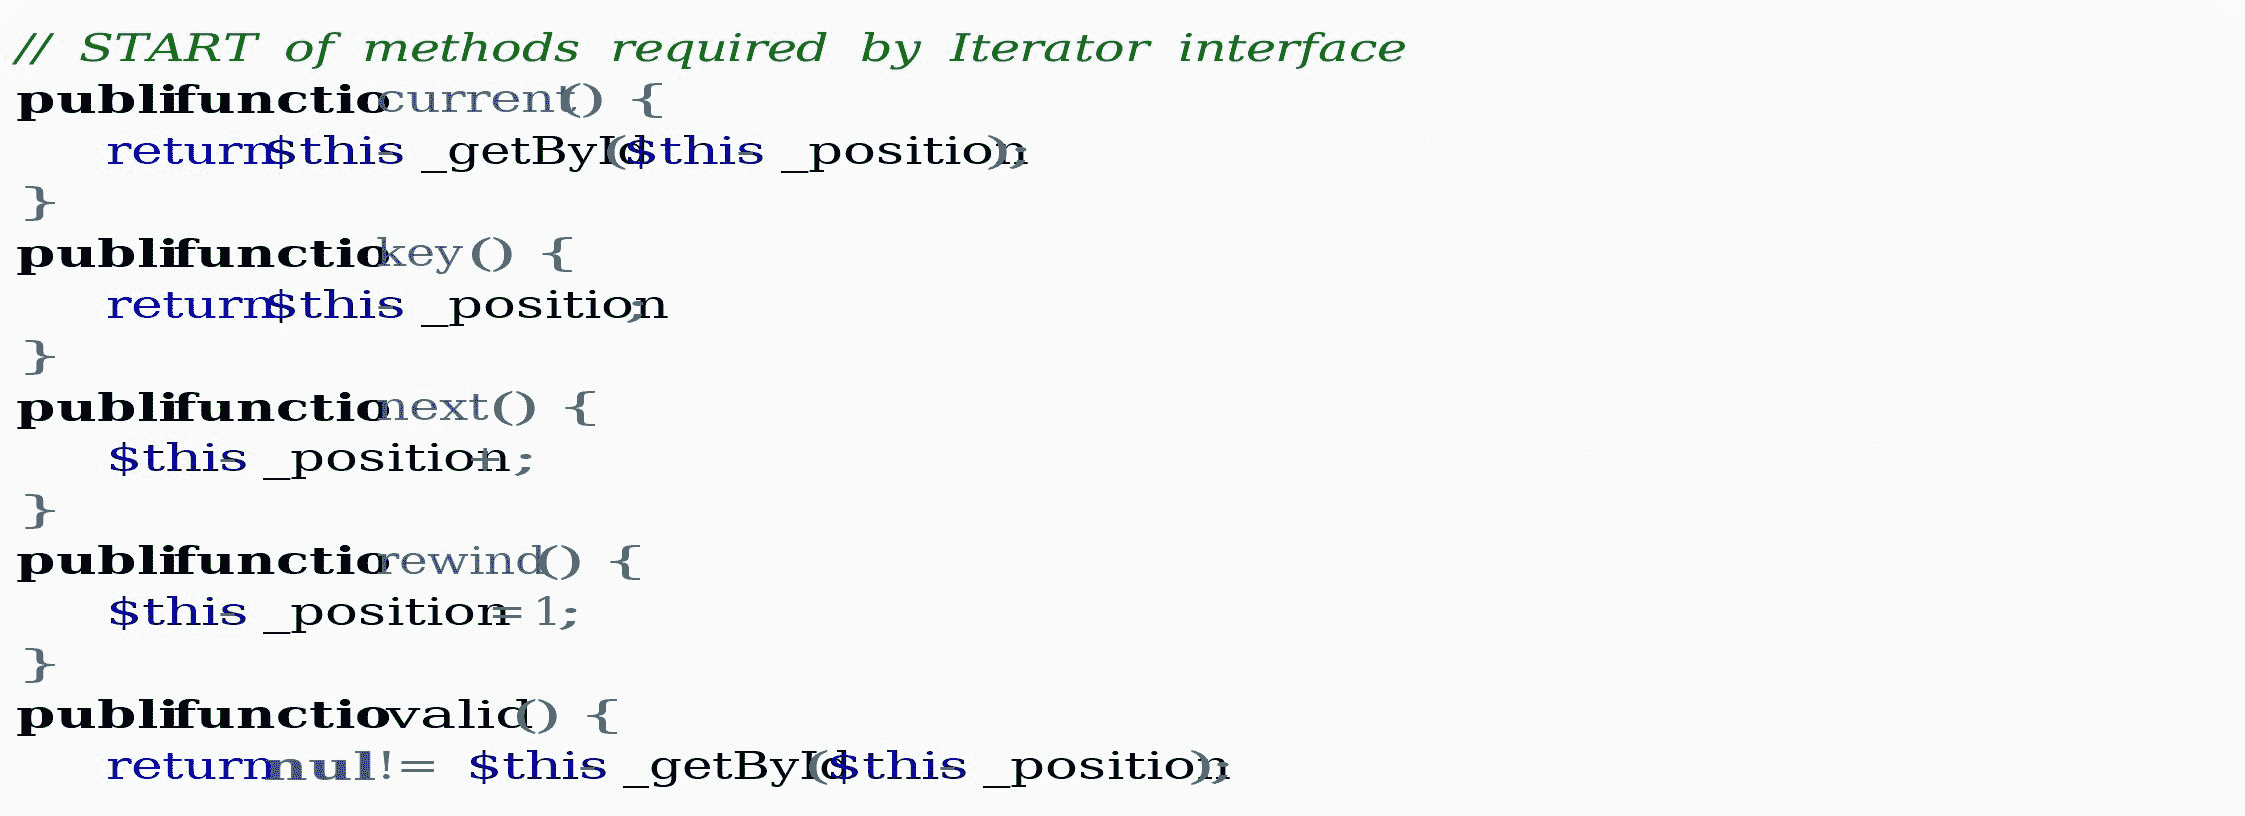 // START of methods required by Iterator interface
public function current() {
return $this->_getById($this->_position);
}
public function key() {
return $this->_position;
}
public function next() {
$this->_position++;
}
public function rewind() {
$this->_position = 1;
}
public function valid() {
return null != $this->_getById($this->_position);